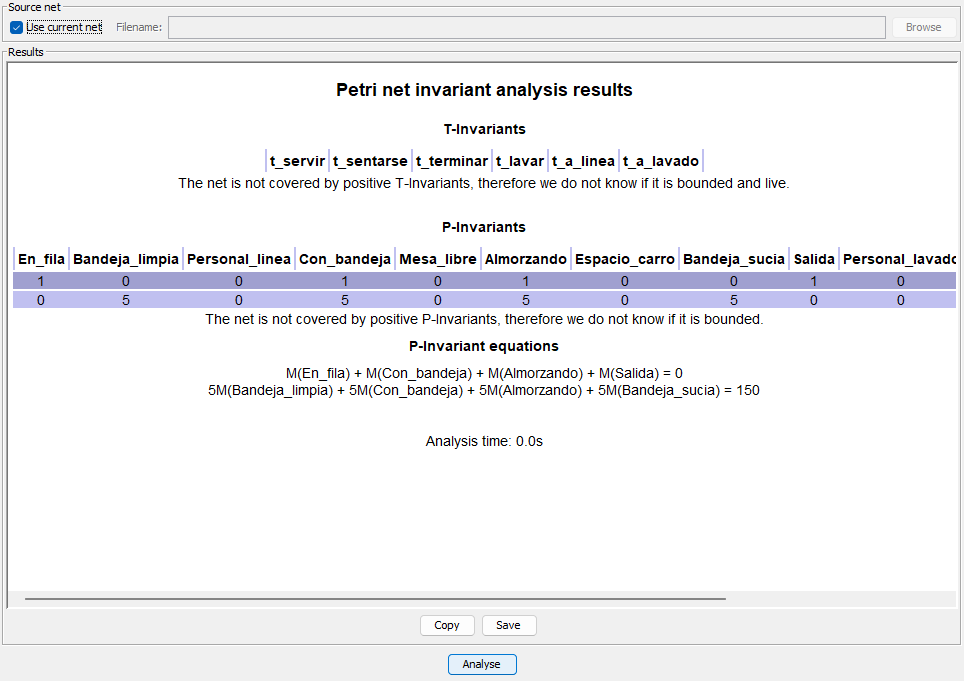 Source net
Use current net Filename: Browse
Results
Petri net invariant analysis results
T-Invariants
t_servir t_sentarse t_terminar t_lavar t_a_linea t_a_lavado
The net is not covered by positive T-Invariants, therefore we do not know if it is bounded and live.
P-Invariants
En_fila Bandeja_limpia Personal_linea Con_bandeja Mesa_libre Almorzando Espacio_carro Bandeja_sucia Salida Personal_lavado
1 0 0 1 0 1 0 0 1 0
0 5 0 5 0 5 0 5 0 0
The net is not covered by positive P-Invariants, therefore we do not know if it is bounded.
P-Invariant equations
M(En_fila) + M(Con_bandeja) + M(Almorzando) + M(Salida) = 0
5M(Bandeja_limpia) + 5M(Con_bandeja) + 5M(Almorzando) + 5M(Bandeja_sucia) = 150
Analysis time: 0.0s
Copy Save
Analyse